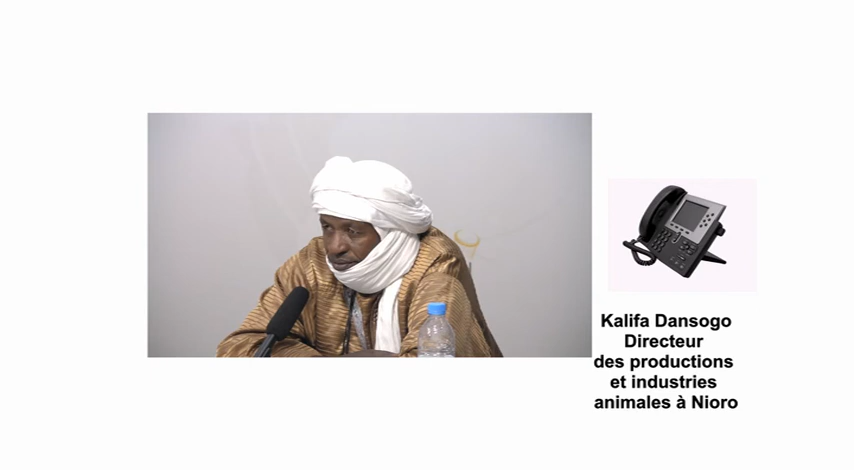 Kalifa Dansogo
Directeur
des productions
et industries
animales à Nioro